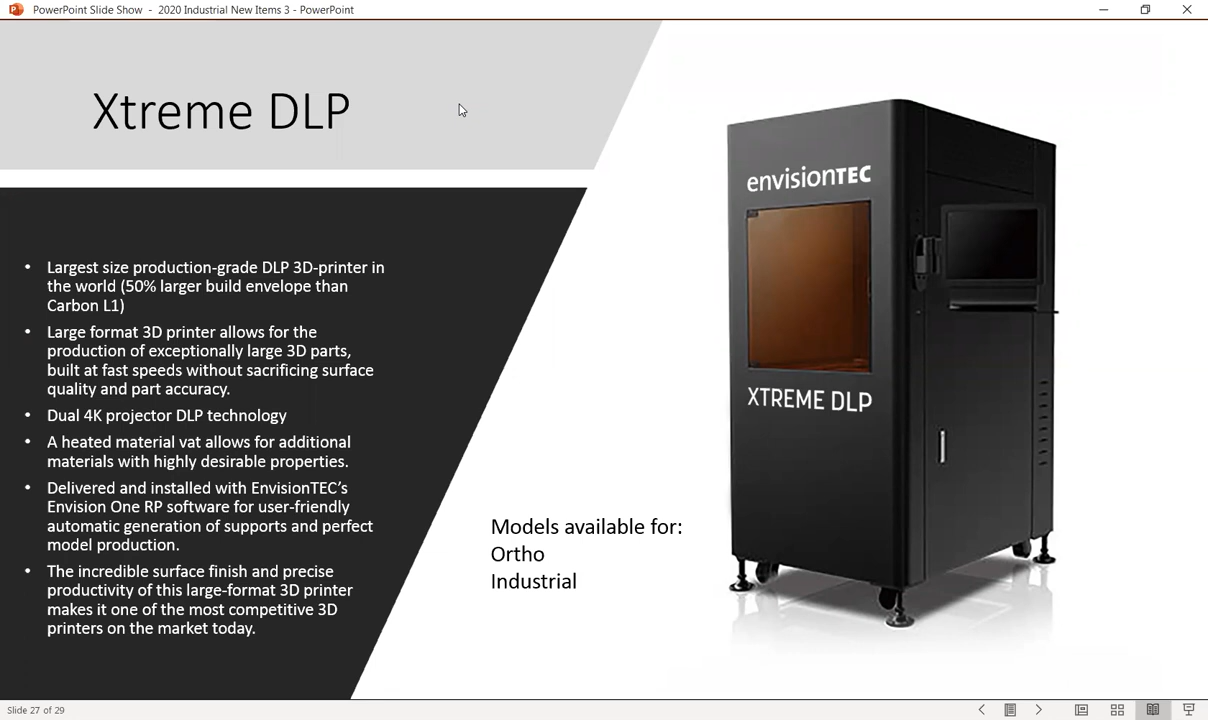 PowerPoint Slide Show - 2020 Industrial New Items 3 - PowerPoint
Xtreme DLP
• Largest size production-grade DLP 3D-printer in
the world (50% larger build envelope than
Carbon L1)
• Large format 3D printer allows for the
production of exceptionally large 3D parts,
built at fast speeds without sacrificing surface
quality and part accuracy.
• Dual 4K projector DLP technology
• A heated material vat allows for additional
materials with highly desirable properties.
• Delivered and installed with EnvisionTEC’s
Envision One RP software for user-friendly
automatic generation of supports and perfect
model production.
• The incredible surface finish and precise
productivity of this large-format 3D printer
makes it one of the most competitive 3D
printers on the market today.
Models available for:
Ortho
Industrial
envisionTEC
XTREME DLP
Slide 27 of 29